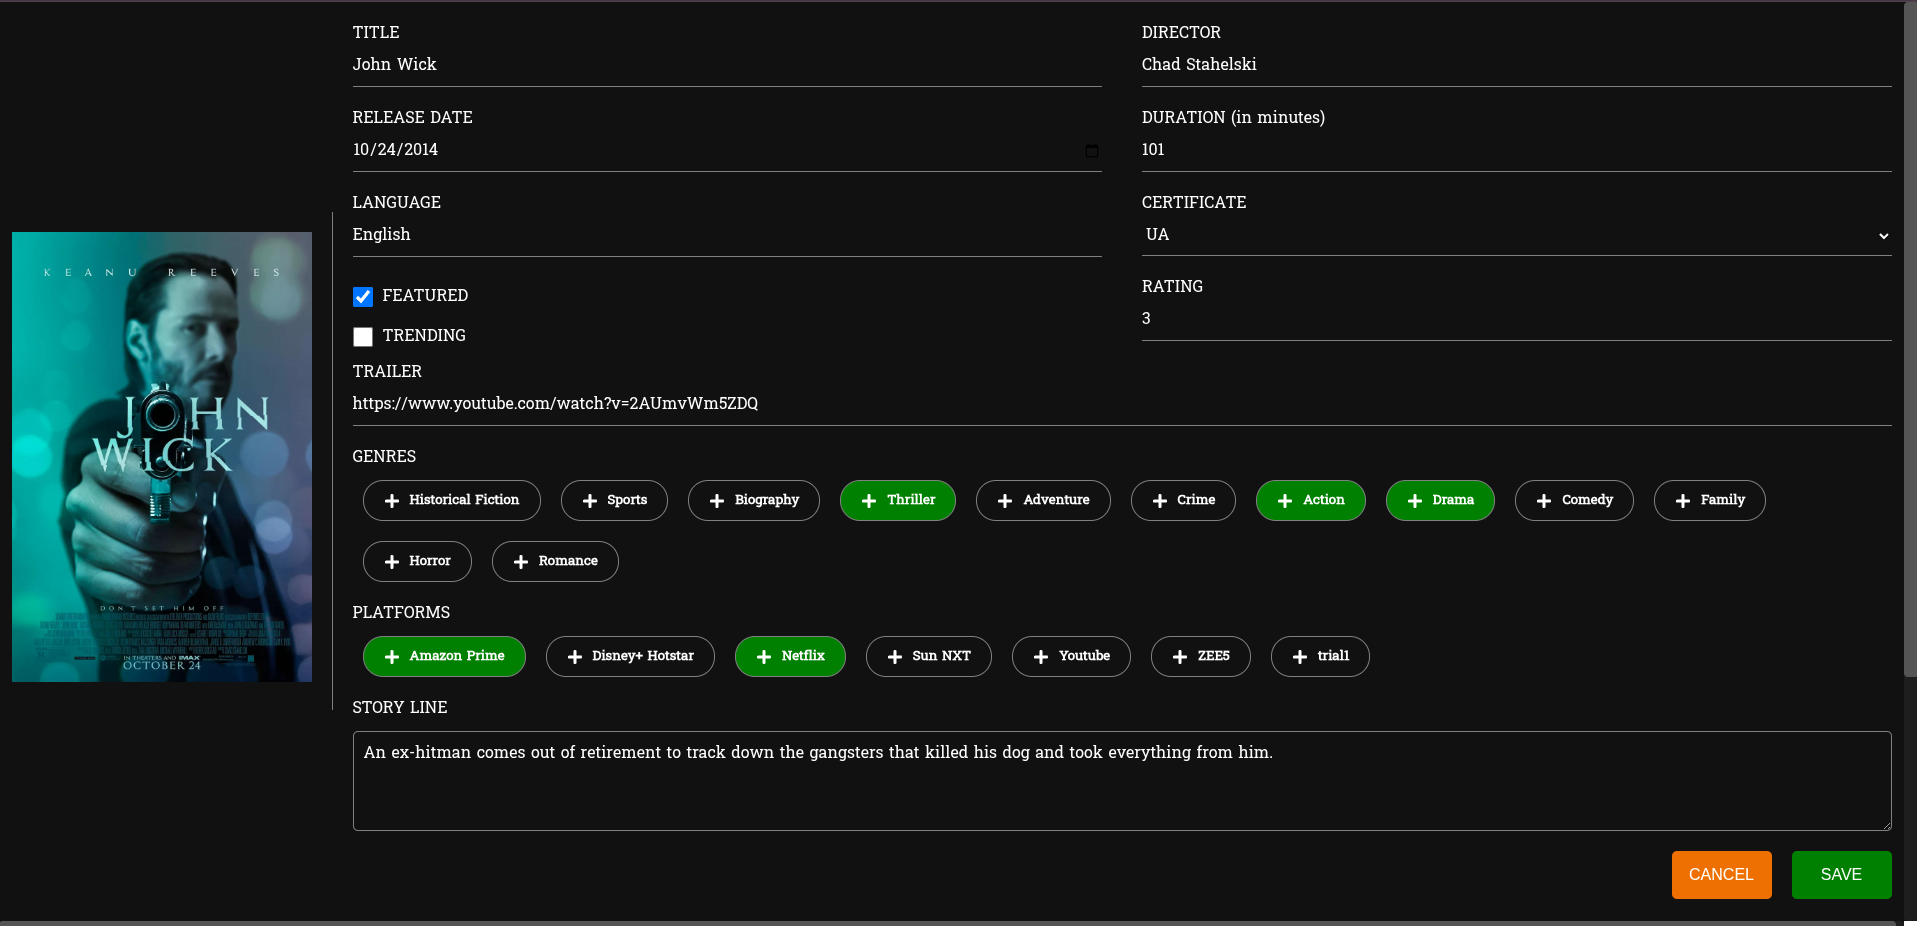 TITLE
John Wick
DIRECTOR
Chad Stahelski
RELEASE DATE
10/24/2014
DURATION (in minutes)
101
LANGUAGE
English
CERTIFICATE
UA
FEATURED
TRENDING
RATING
3
TRAILER
https://www.youtube.com/watch?v=2AUmvWm5ZDQ
GENRES
Historical Fiction Sports Biography Thriller Adventure Crime Action Drama Comedy Family
Horror Romance
PLATFORMS
Amazon Prime Disney+ Hotstar Netflix Sun NXT Youtube ZEE5 trial1
STORY LINE
An ex-hitman comes out of retirement to track down the gangsters that killed his dog and took everything from him.
CANCEL SAVE
KEANU REEVES
JOHN
WICK
DON'T SET HIM OFF
IN THEATERS AND IMAX
OCTOBER 24